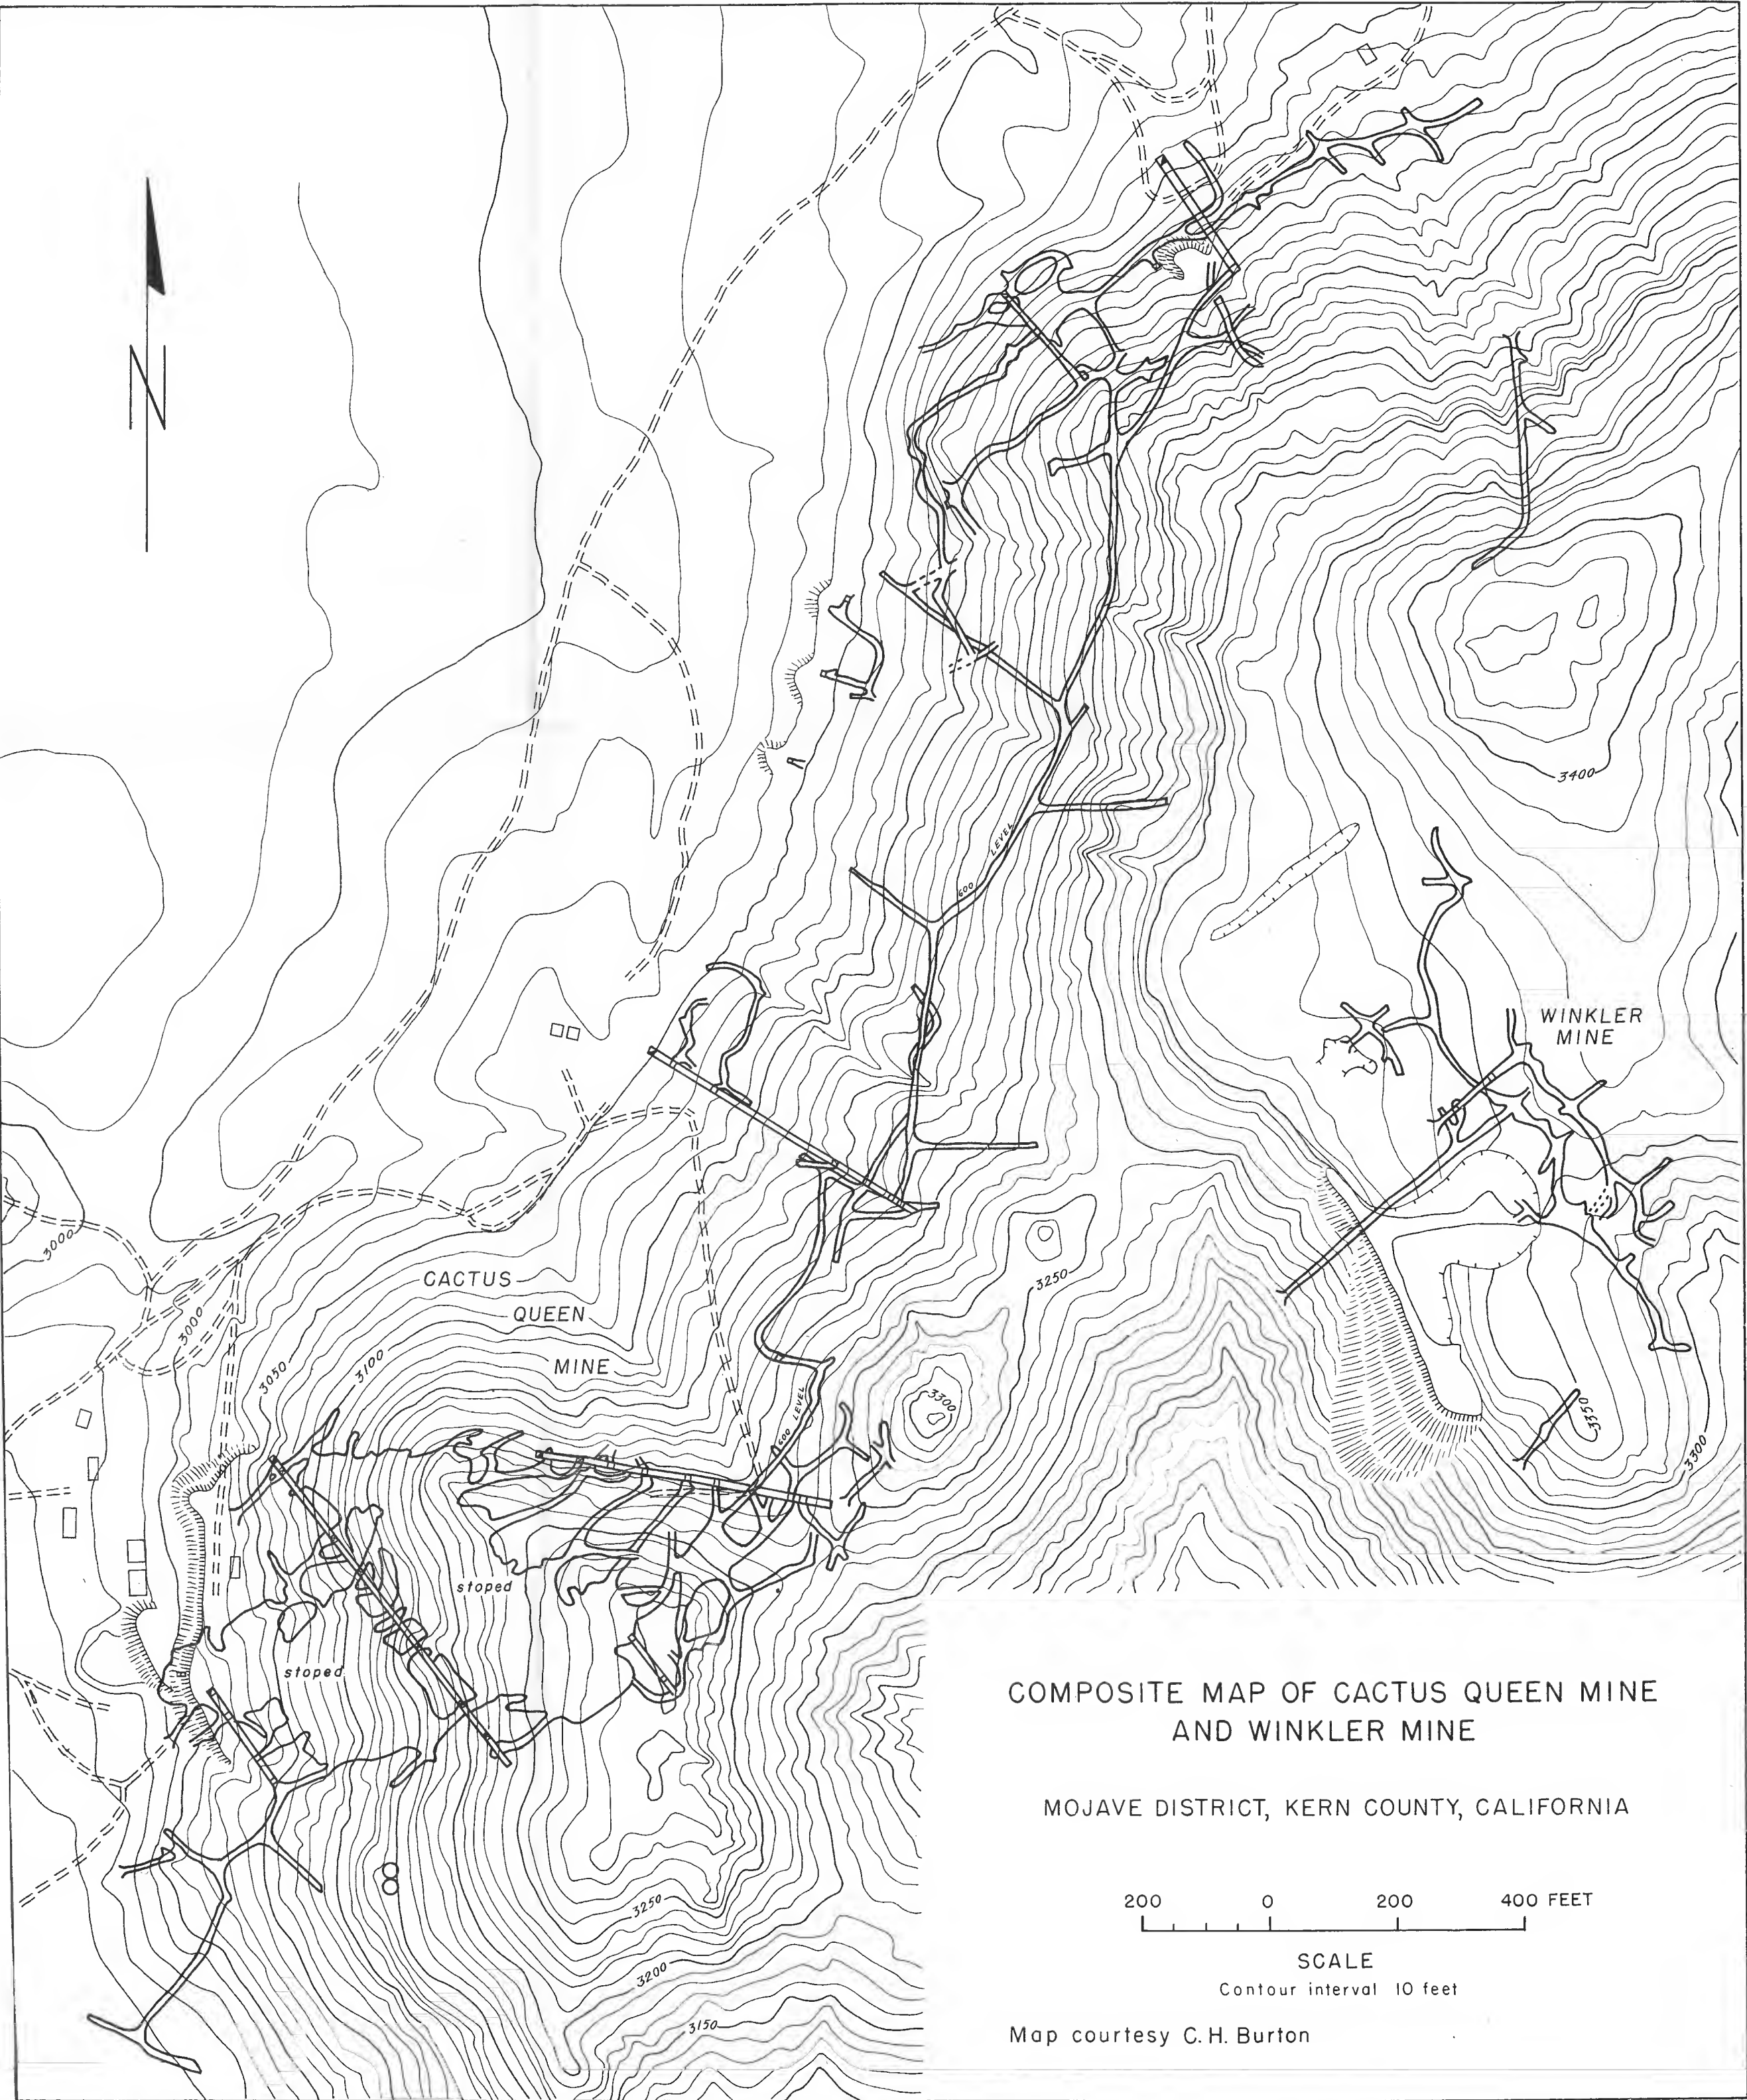 N
3400
600 LEVEL
WINKLER
MINE
3000
3250
CACTUS
QUEEN
MINE
3000
3050
3100
3300
600 LEVEL
3350
3300
stoped
stoped
3250
3200
3150
COMPOSITE MAP OF CACTUS QUEEN MINE
AND WINKLER MINE
MOJAVE DISTRICT, KERN COUNTY, CALIFORNIA
200 0 200 400 FEET
SCALE
Contour interval 10 feet
Map courtesy C. H. Burton